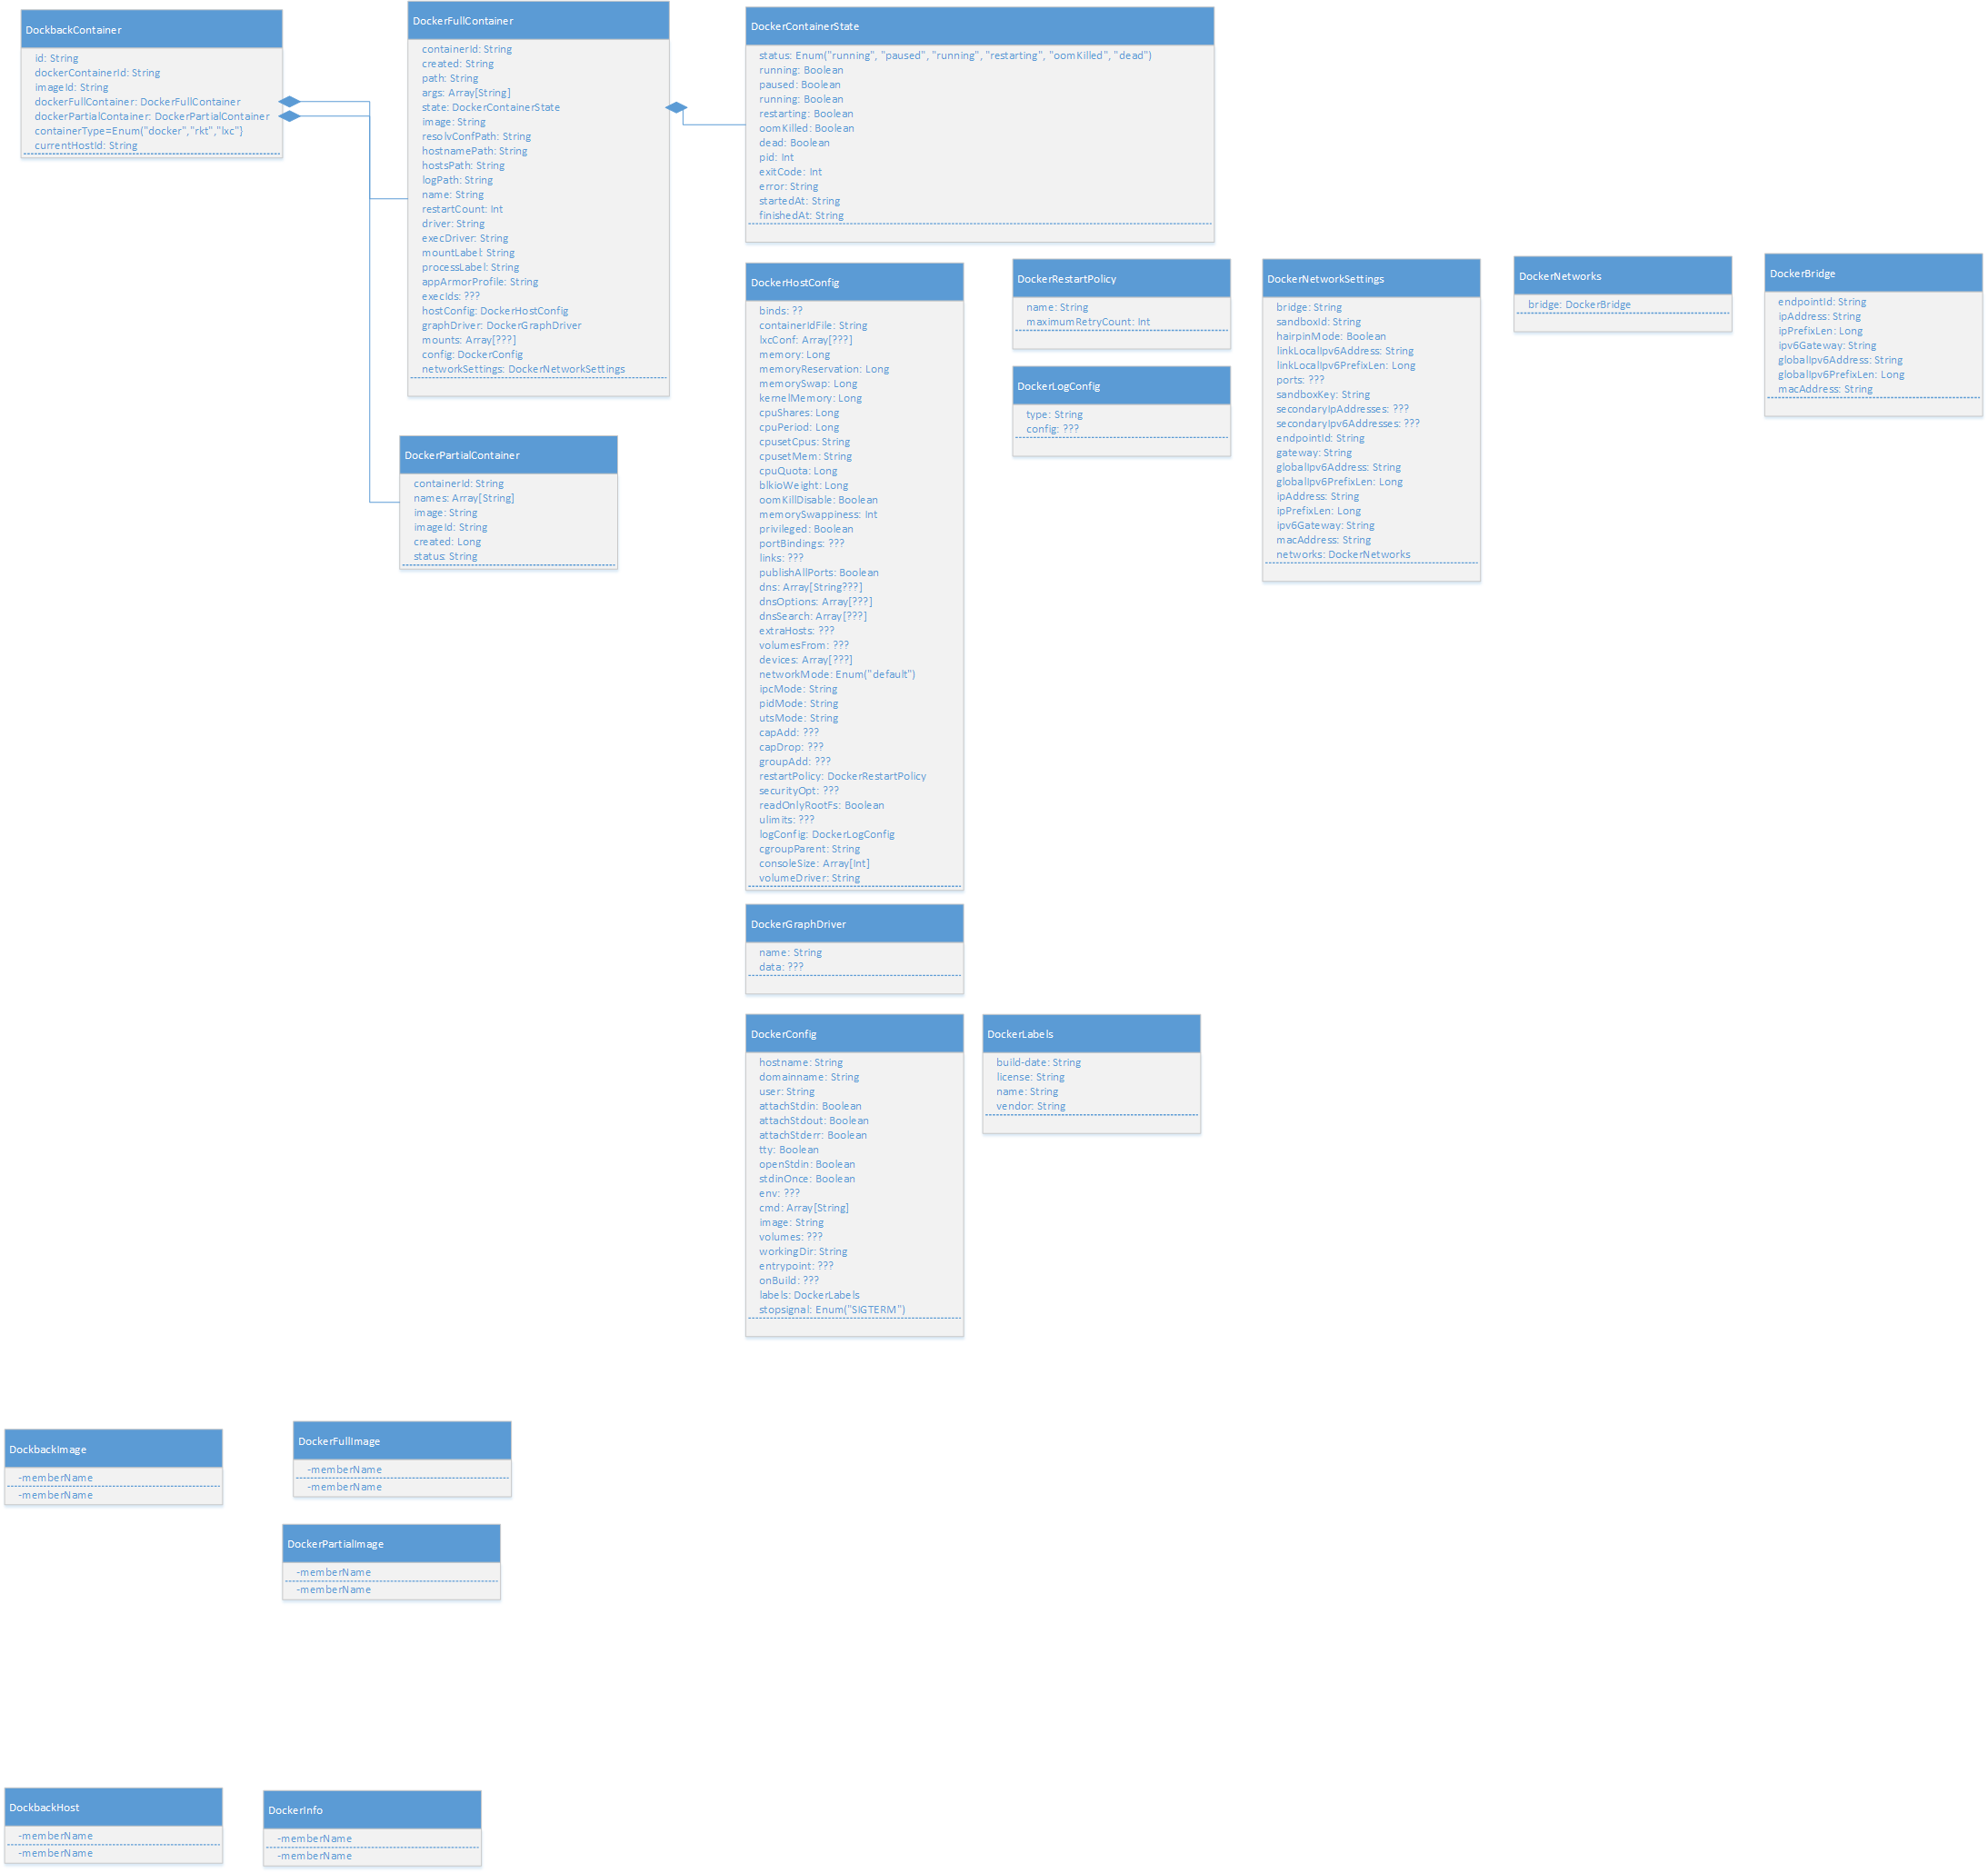 DockbackContainer
id: String
dockerContainerId: String
imageId: String
dockerFullContainer: DockerFullContainer
dockerPartialContainer: DockerPartialContainer
containerType=Enum("docker","rkt","lxc"}
currentHostId: String
DockerFullContainer
containerId: String
created: String
path: String
args: Array[String]
state: DockerContainerState
image: String
resolvConfPath: String
hostnamePath: String
hostsPath: String
logPath: String
name: String
restartCount: Int
driver: String
execDriver: String
mountLabel: String
processLabel: String
appArmorProfile: String
execIds: ???
hostConfig: DockerHostConfig
graphDriver: DockerGraphDriver
mounts: Array[???]
config: DockerConfig
networkSettings: DockerNetworkSettings
DockerContainerState
status: Enum("running", "paused", "running", "restarting", "oomKilled", "dead")
running: Boolean
paused: Boolean
running: Boolean
restarting: Boolean
oomKilled: Boolean
dead: Boolean
pid: Int
exitCode: Int
error: String
startedAt: String
finishedAt: String
DockerPartialContainer
containerId: String
names: Array[String]
image: String
imageId: String
created: Long
status: String
DockerHostConfig
binds: ??
containerIdFile: String
lxcConf: Array[???]
memory: Long
memoryReservation: Long
memorySwap: Long
kernelMemory: Long
cpuShares: Long
cpuPeriod: Long
cpusetCpus: String
cpusetMem: String
cpuQuota: Long
blkioWeight: Long
oomKillDisable: Boolean
memorySwappiness: Int
privileged: Boolean
portBindings: ???
links: ???
publishAllPorts: Boolean
dns: Array[String???]
dnsOptions: Array[???]
dnsSearch: Array[???]
extraHosts: ???
volumesFrom: ???
devices: Array[???]
networkMode: Enum("default")
ipcMode: String
pidMode: String
utsMode: String
capAdd: ???
capDrop: ???
groupAdd: ???
restartPolicy: DockerRestartPolicy
securityOpt: ???
readOnlyRootFs: Boolean
ulimits: ???
logConfig: DockerLogConfig
cgroupParent: String
consoleSize: Array[Int]
volumeDriver: String
DockerRestartPolicy
name: String
maximumRetryCount: Int
DockerLogConfig
type: String
config: ???
DockerNetworkSettings
bridge: String
sandboxId: String
hairpinMode: Boolean
linkLocalIpv6Address: String
linkLocalIpv6PrefixLen: Long
ports: ???
sandboxKey: String
secondaryIpAddresses: ???
secondaryIpv6Addresses: ???
endpointId: String
gateway: String
globalIpv6Address: String
globalIpv6PrefixLen: Long
ipAddress: String
ipPrefixLen: Long
ipv6Gateway: String
macAddress: String
networks: DockerNetworks
DockerNetworks
bridge: DockerBridge
DockerBridge
endpointId: String
ipAddress: String
ipPrefixLen: Long
ipv6Gateway: String
globalIpv6Address: String
globalIpv6PrefixLen: Long
macAddress: String
DockerGraphDriver
name: String
data: ???
DockerConfig
hostname: String
domainname: String
user: String
attachStdin: Boolean
attachStdout: Boolean
attachStderr: Boolean
tty: Boolean
openStdin: Boolean
stdinOnce: Boolean
env: ???
cmd: Array[String]
image: String
volumes: ???
workingDir: String
entrypoint: ???
onBuild: ???
labels: DockerLabels
stopsignal: Enum("SIGTERM")
DockerLabels
build-date: String
license: String
name: String
vendor: String
DockbackImage
-memberName
-memberName
DockerFullImage
-memberName
-memberName
DockerPartialImage
-memberName
-memberName
DockbackHost
-memberName
-memberName
DockerInfo
-memberName
-memberName